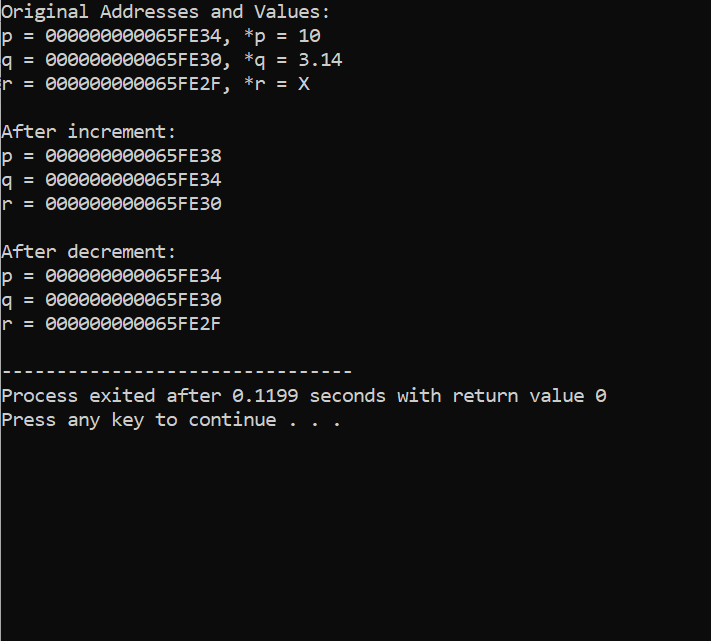 Original Addresses and Values:
p = 000000000065FE34, *p = 10
q = 000000000065FE30, *q = 3.14
r = 000000000065FE2F, *r = X

After increment:
p = 000000000065FE38
q = 000000000065FE34
r = 000000000065FE30

After decrement:
p = 000000000065FE34
q = 000000000065FE30
r = 000000000065FE2F

--------------------------------
Process exited after 0.1199 seconds with return value 0
Press any key to continue . . .